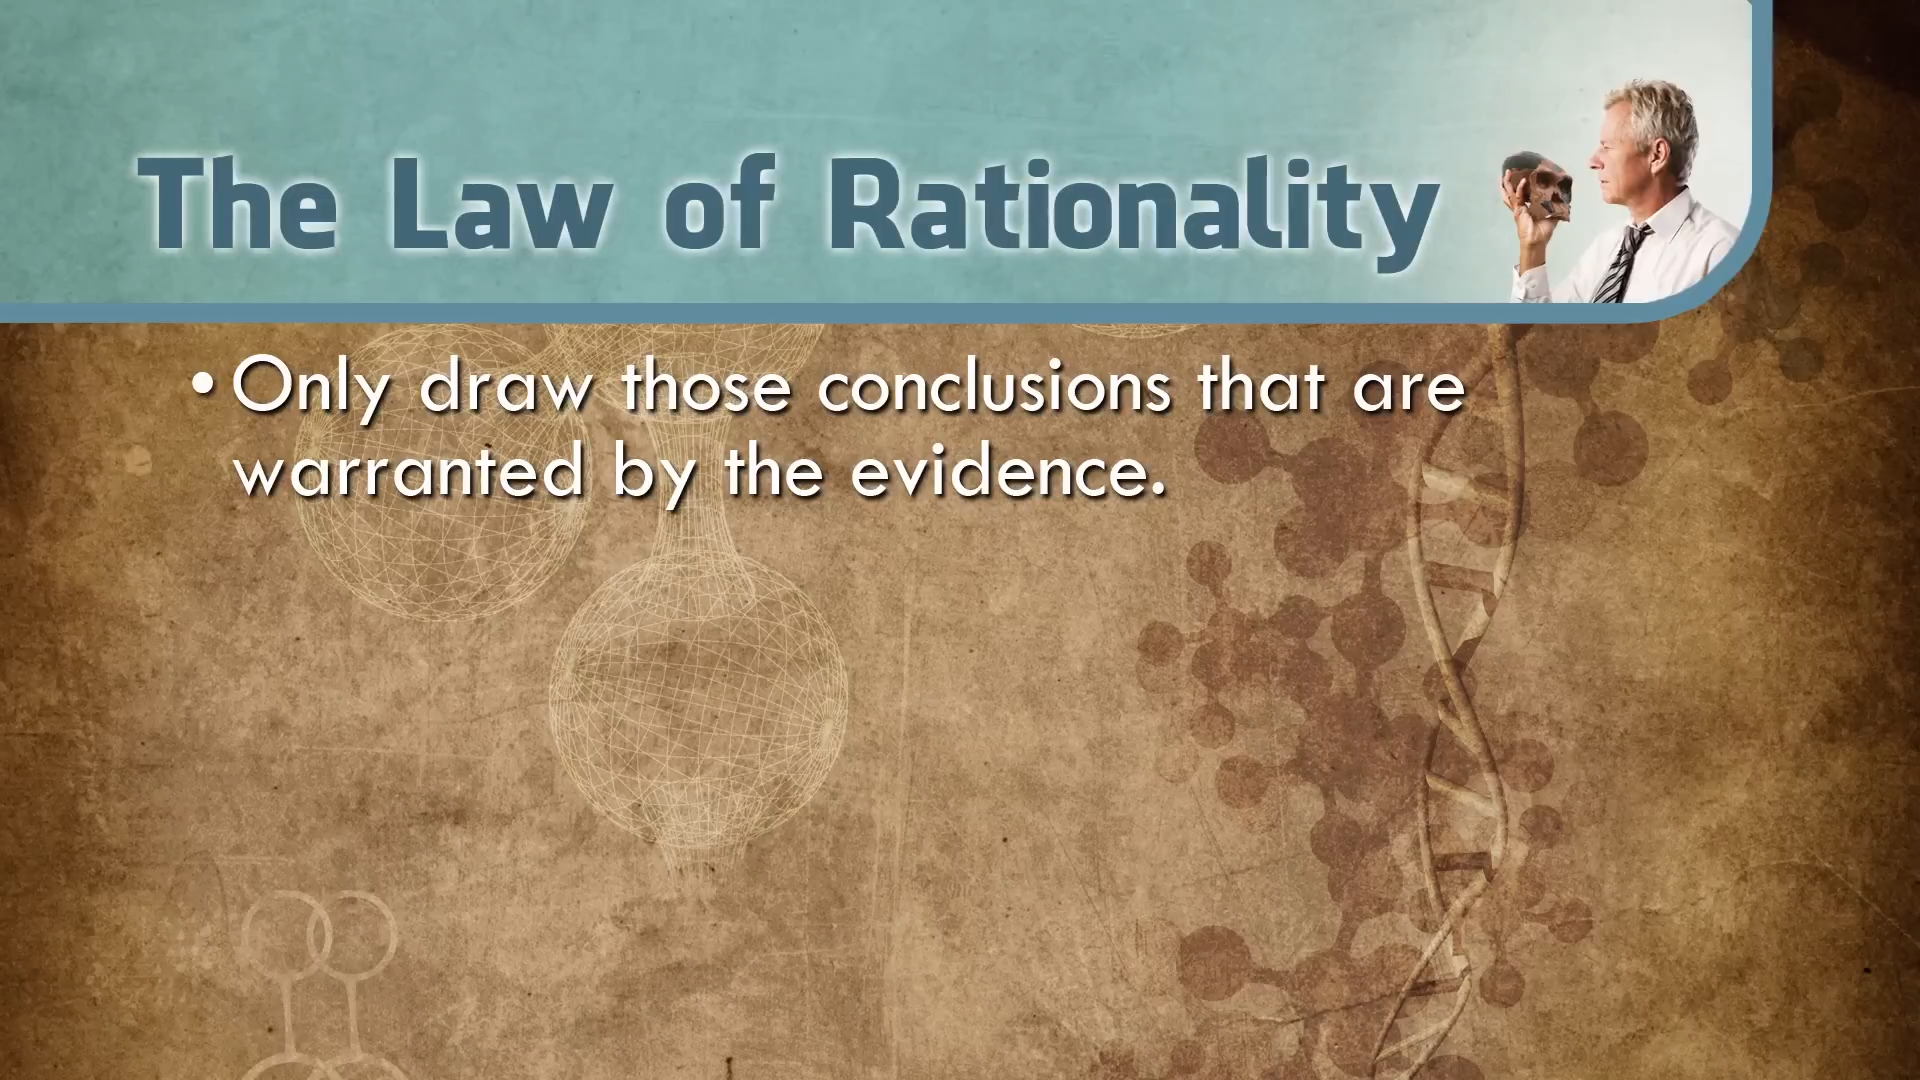 The Law of Rationality
• Only draw those conclusions that are
warranted by the evidence.